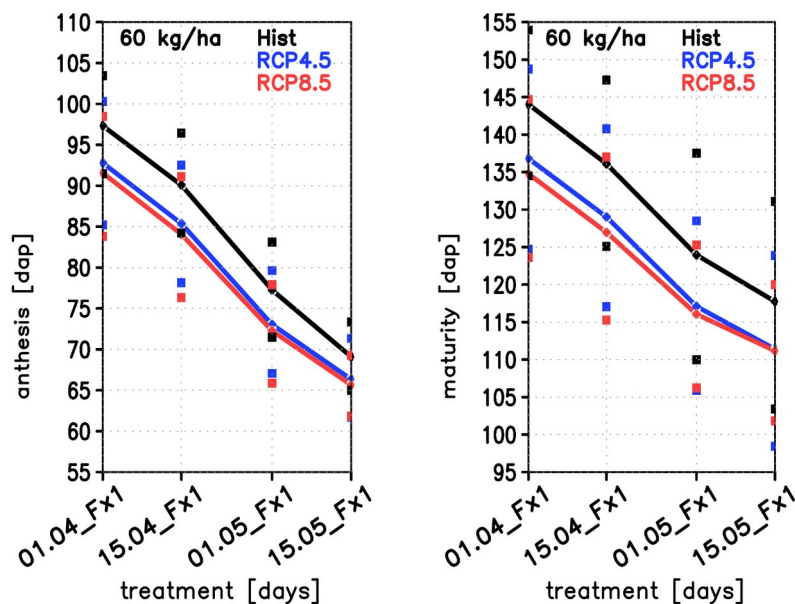 60 kg/ha Hist
RCP4.5
RCP8.5
110
105
100
95
90
85
80
75
70
65
60
55
anthesis [dap]
01.04_Fx1
15.04_Fx1
01.05_Fx1
15.05_Fx1
treatment [days]
60 kg/ha Hist
RCP4.5
RCP8.5
155
150
145
140
135
130
125
120
115
110
105
100
95
maturity [dap]
01.04_Fx1
15.04_Fx1
01.05_Fx1
15.05_Fx1
treatment [days]